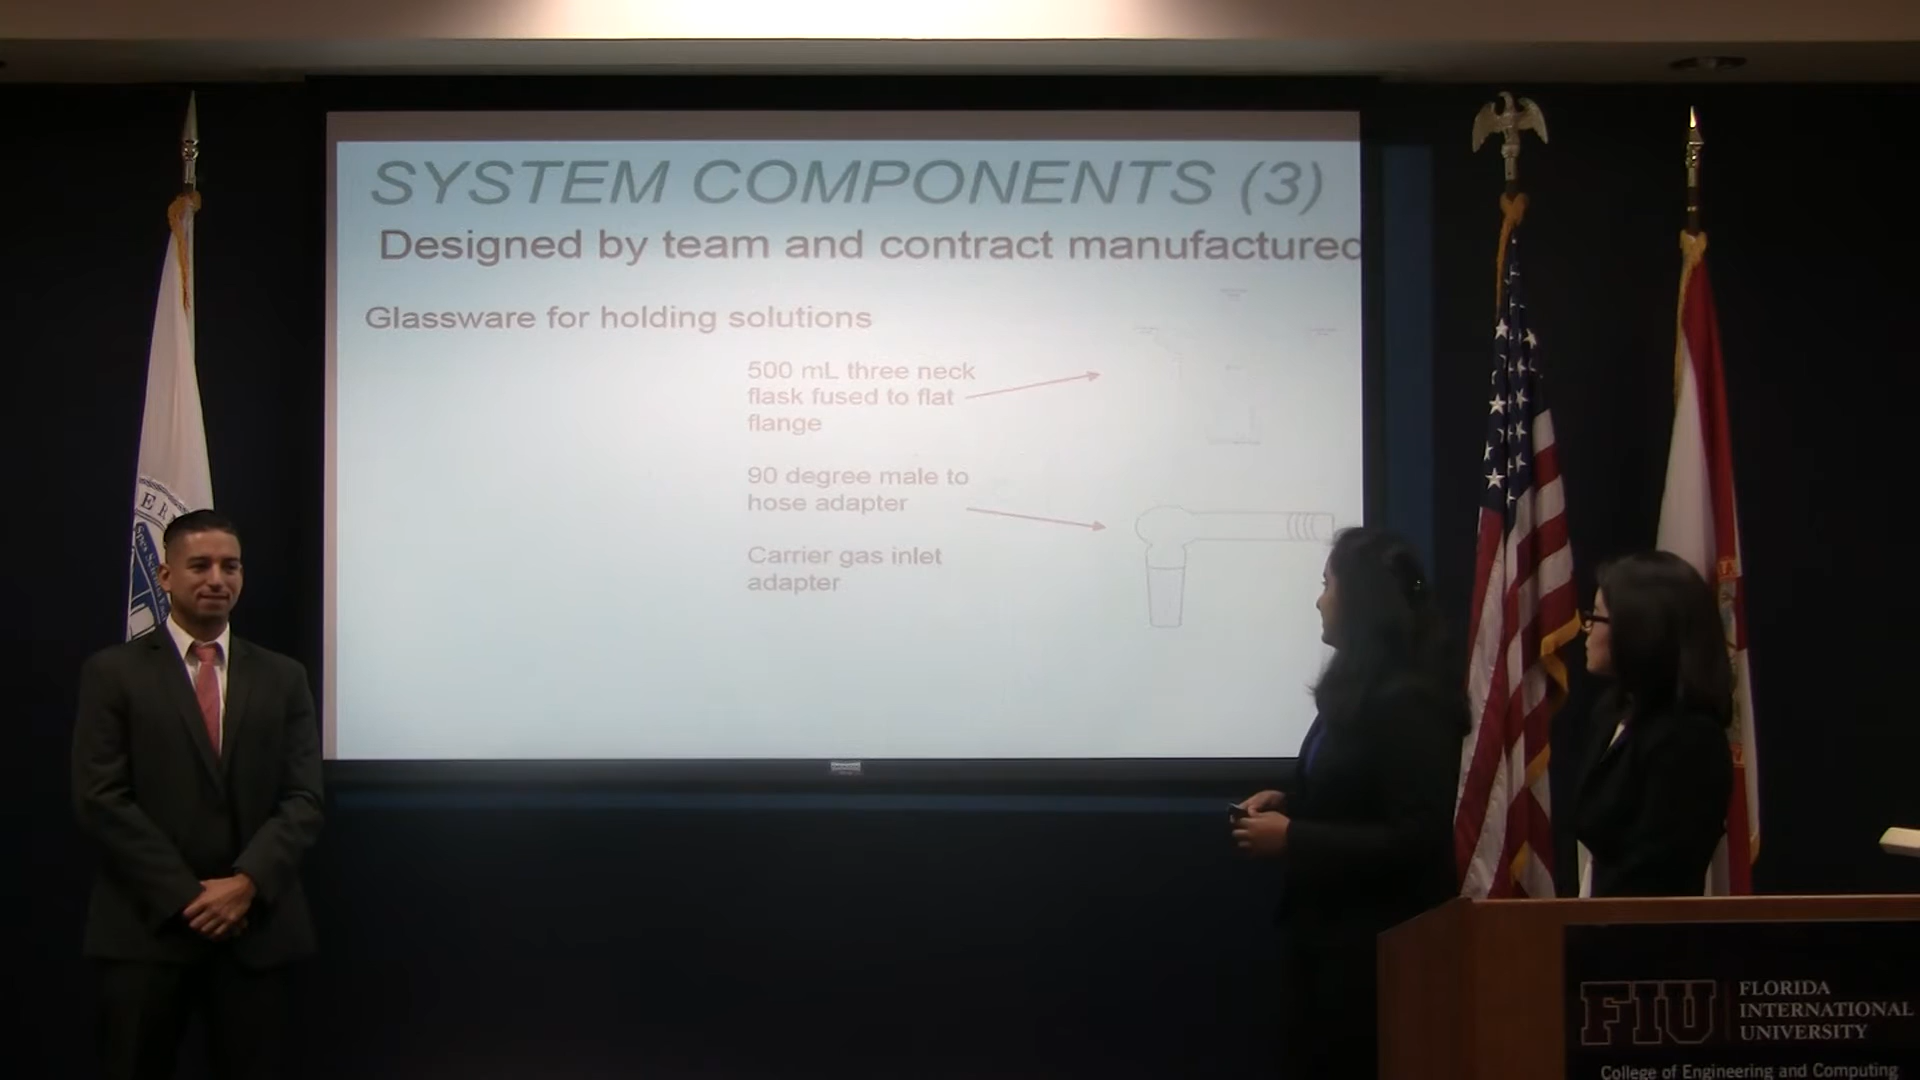 SYSTEM COMPONENTS (3)
Designed by team and contract manufactured
Glassware for holding solutions
500 mL three neck
flask fused to flat
flange
90 degree male to
hose adapter
Carrier gas inlet
adapter
FIU
FLORIDA
INTERNATIONAL
UNIVERSITY
College of Engineering and Computing